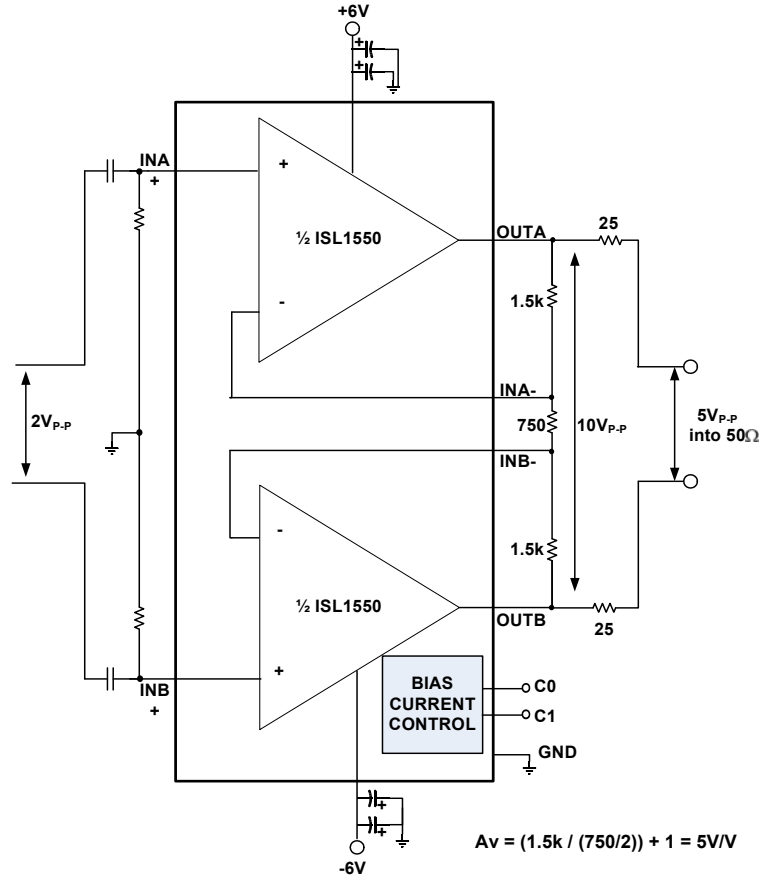 +6V
+
+
INA
+
+
½ ISL1550
-
OUTA
25
1.5k
INA-
2VP-P
750
10VP-P
5VP-P
into 50Ω
INB-
-
1.5k
½ ISL1550
OUTB
25
+
INB
+
BIAS
CURRENT
CONTROL
C0
C1
GND
+
+
-6V
Av = (1.5k / (750/2)) + 1 = 5V/V